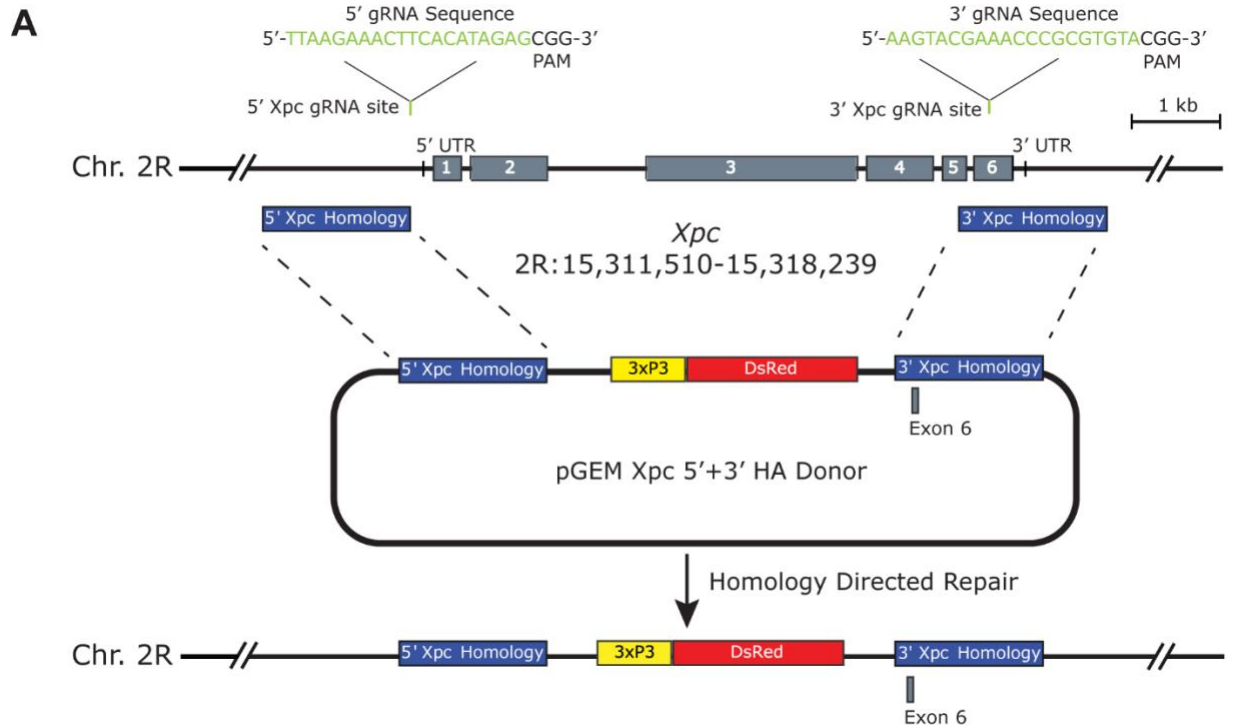 A
5′ gRNA Sequence
5′-TTAAGAAACTTCACATAGAGCGG-3′
PAM
5′ Xpc gRNA site
3′ gRNA Sequence
5′-AAGTACGAAACCCGCGTGTACGG-3′
PAM
3′ Xpc gRNA site
1 kb
Chr. 2R
5′ UTR
1
2
3
4
5
6
3′ UTR
5' Xpc Homology
3' Xpc Homology
Xpc
2R:15,311,510-15,318,239
5' Xpc Homology
3xP3
DsRed
3' Xpc Homology
Exon 6
pGEM Xpc 5′+3′ HA Donor
Homology Directed Repair
Chr. 2R
5' Xpc Homology
3xP3
DsRed
3' Xpc Homology
Exon 6